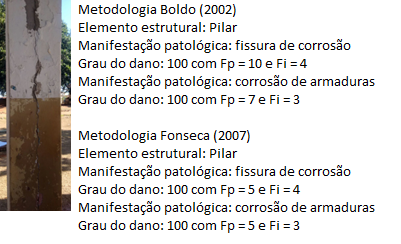 Metodologia Boldo (2002)
Elemento estrutural: Pilar
Manifestação patológica: fissura de corrosão
Grau do dano: 100 com Fp = 10 e Fi = 4
Manifestação patológica: corrosão de armaduras
Grau do dano: 100 com Fp = 7 e Fi = 3
Metodologia Fonseca (2007)
Elemento estrutural: Pilar
Manifestação patológica: fissura de corrosão
Grau do dano: 100 com Fp = 5 e Fi = 4
Manifestação patológica: corrosão de armaduras
Grau do dano: 100 com Fp = 5 e Fi = 3